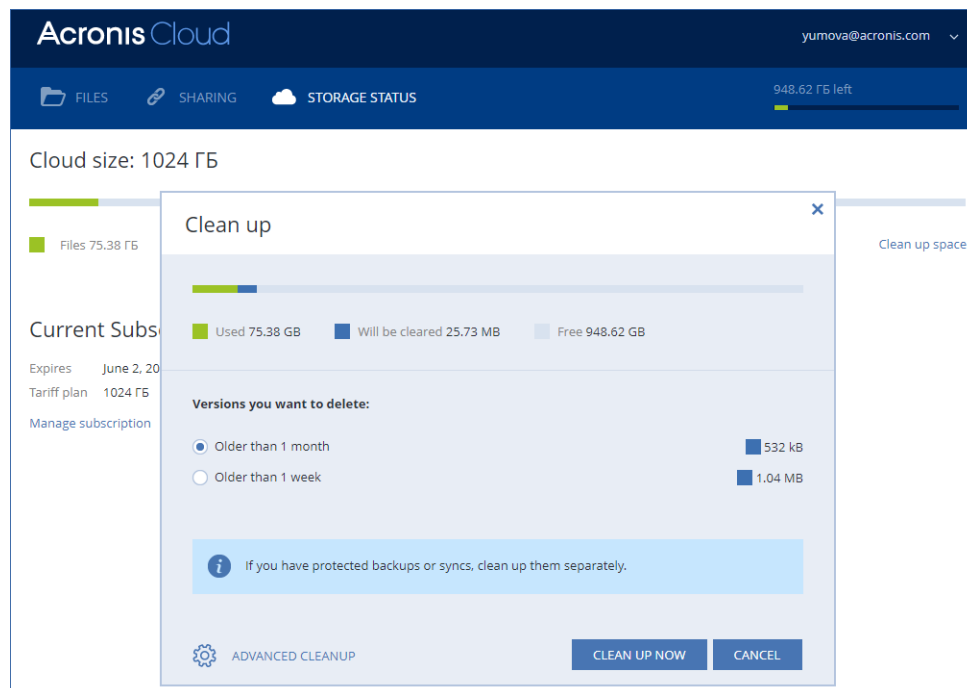 Acronis Cloud
yumova@acronis.com
FILES
SHARING
STORAGE STATUS
948.62 ГБ left
Cloud size: 1024 ГБ
Files 75.38 ГБ
Clean up space
Current Subs
Expires June 2, 20
Tariff plan 1024 ГБ
Manage subscription
Clean up
Used 75.38 GB
Will be cleared 25.73 MB
Free 948.62 GB
Versions you want to delete:
Older than 1 month
532 kB
Older than 1 week
1.04 MB
If you have protected backups or syncs, clean up them separately.
ADVANCED CLEANUP
CLEAN UP NOW
CANCEL